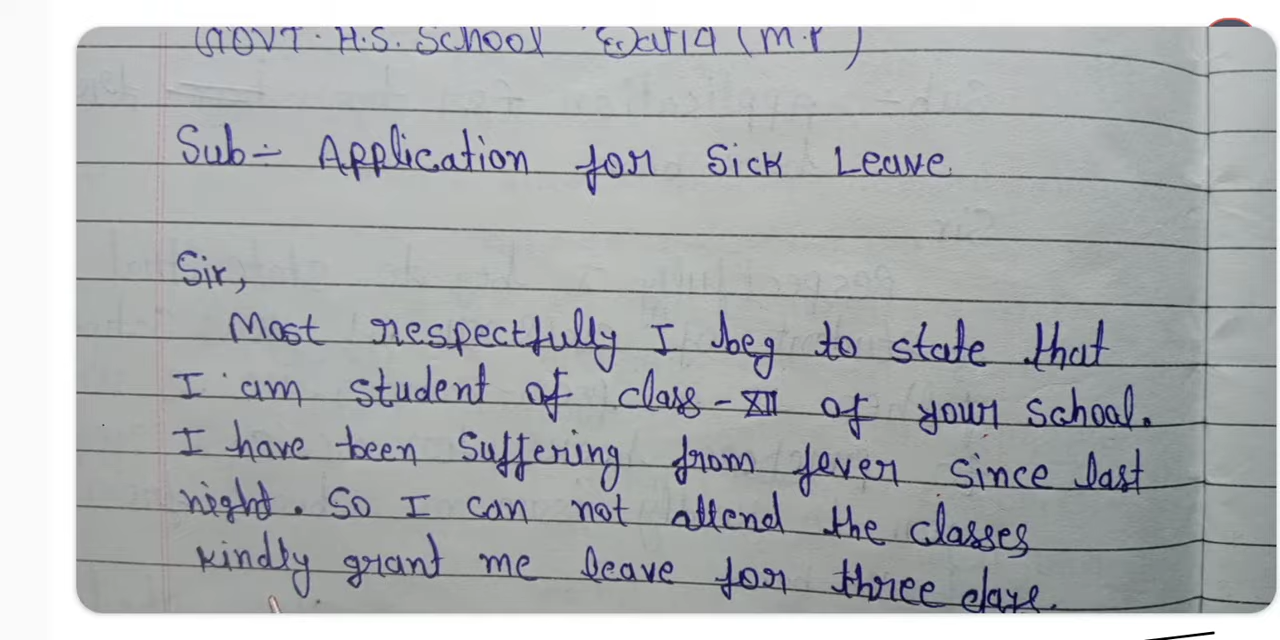 GOVT. H.S. School Datia (M.P)
Sub:- Application for Sick Leave
Sir,
Most respectfully I beg to state that
I am student of class-XII of your school.
I have been suffering from fever since last
night. So I can not attend the classes
kindly grant me leave for three days.